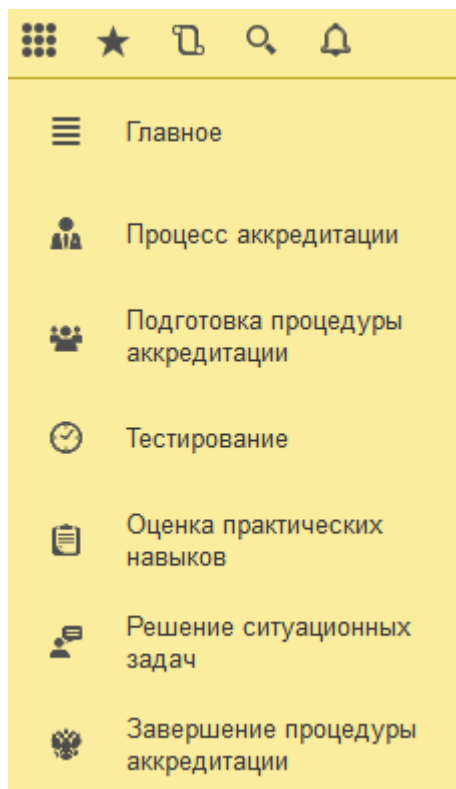 Главное
Процесс аккредитации
Подготовка процедуры
аккредитации
Тестирование
Оценка практических
навыков
Решение ситуационных
задач
Завершение процедуры
аккредитации